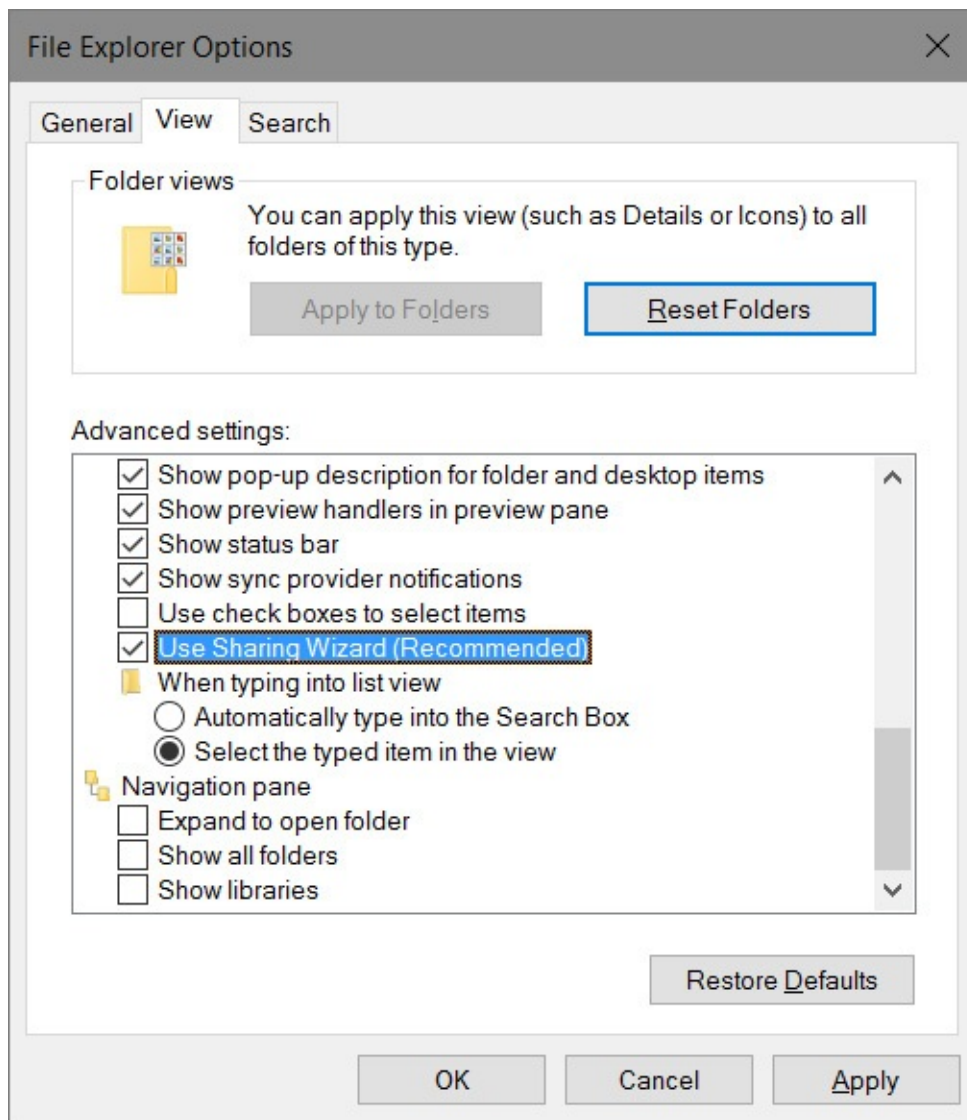 File Explorer Options
General View Search
Folder views
You can apply this view (such as Details or Icons) to all
folders of this type.
Apply to Folders Reset Folders
Advanced settings:
Show pop-up description for folder and desktop items
Show preview handlers in preview pane
Show status bar
Show sync provider notifications
Use check boxes to select items
Use Sharing Wizard (Recommended)
When typing into list view
Automatically type into the Search Box
Select the typed item in the view
Navigation pane
Expand to open folder
Show all folders
Show libraries
Restore Defaults
OK Cancel Apply